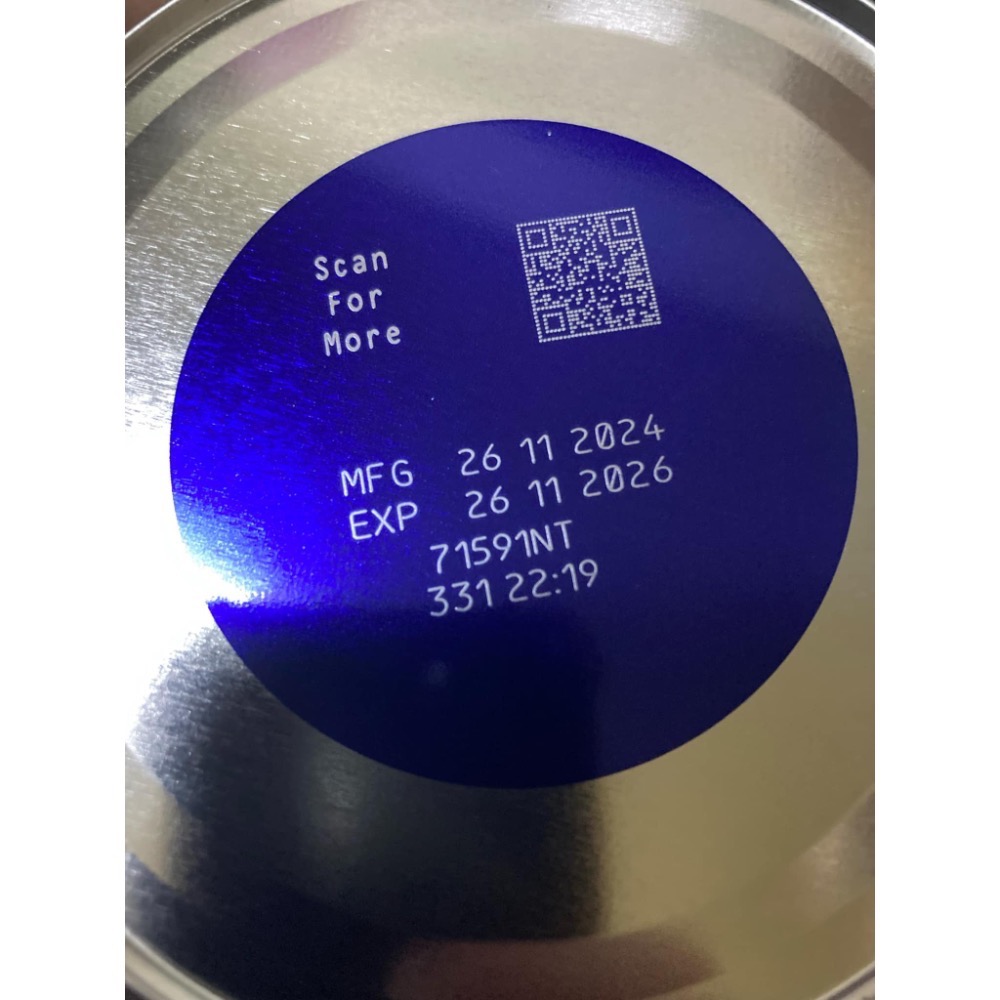 Scan
For
More
MFG 26 11 2024
EXP 26 11 2026
71591NT
331 22:19